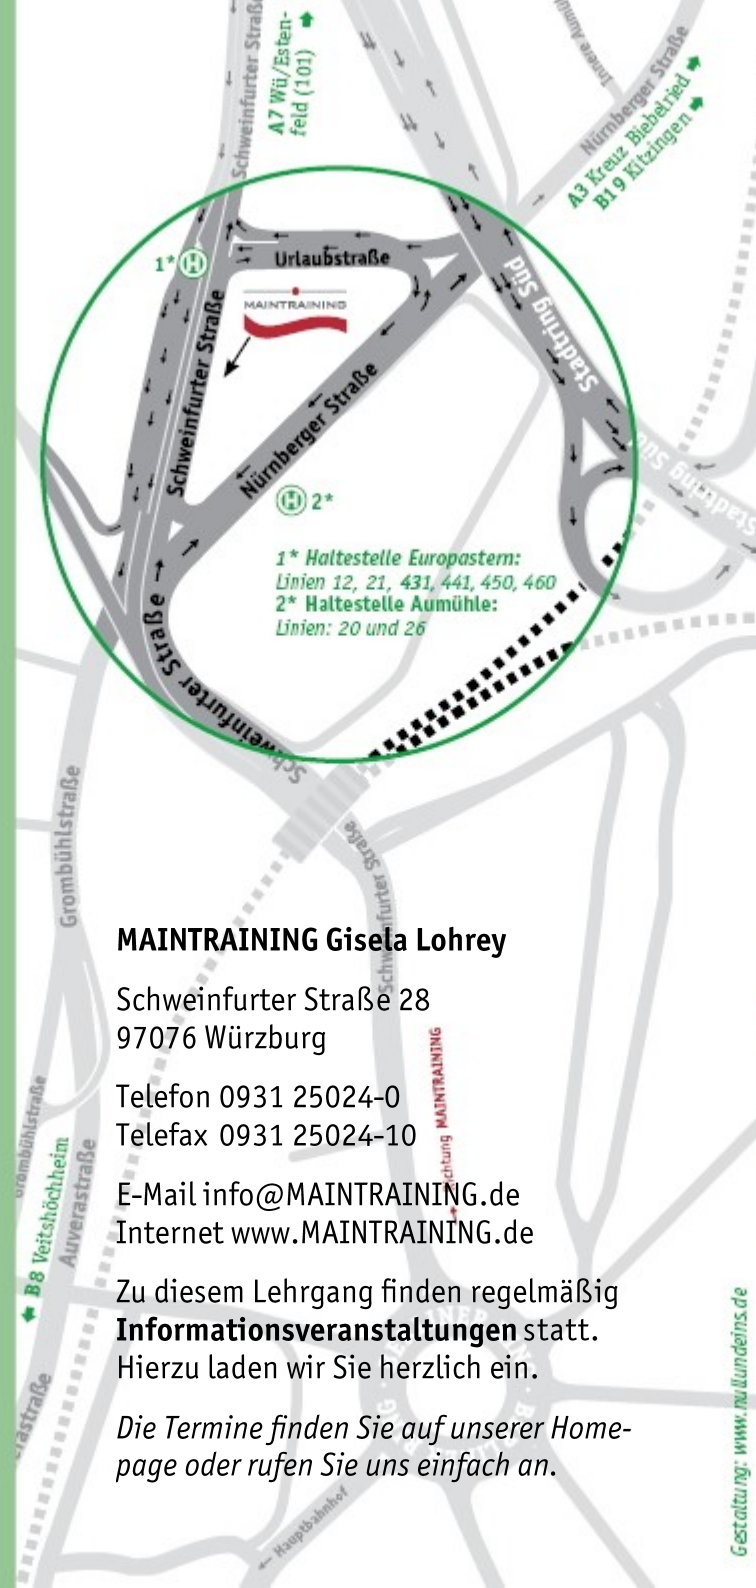 Schweinfurter Straße
A7 Wü/Esten-
feld (101)
Nürnberger Straße
A3 Kreuz Biebelried
B19 Kitzingen
1* H
Urlaubstraße
MAINTRAINING
Schweinfurter Straße
Nürnberger Straße
Stadtring Süd
Stadtring Süd
H 2*
1* Haltestelle Europastern:
Linien 12, 21, 431, 441, 450, 460
2* Haltestelle Aumühle:
Linien: 20 und 26
Schweinfurter Straße
Grombühlstraße
Schweinfurter Straße
MAINTRAINING Gisela Lohrey
Schweinfurter Straße 28
97076 Würzburg
Telefon 0931 25024-0
Telefax 0931 25024-10
Richtung MAINTRAINING
E-Mail info@MAINTRAINING.de
Internet www.MAINTRAINING.de
Grombühlstraße
B8 Veitshöchheim
Auverastraße
Zu diesem Lehrgang finden regelmäßig
Informationsveranstaltungen statt.
Hierzu laden wir Sie herzlich ein.
Die Termine finden Sie auf unserer Home-
page oder rufen Sie uns einfach an.
Hauptbahnhof
Gestaltung: www.nullundeins.de